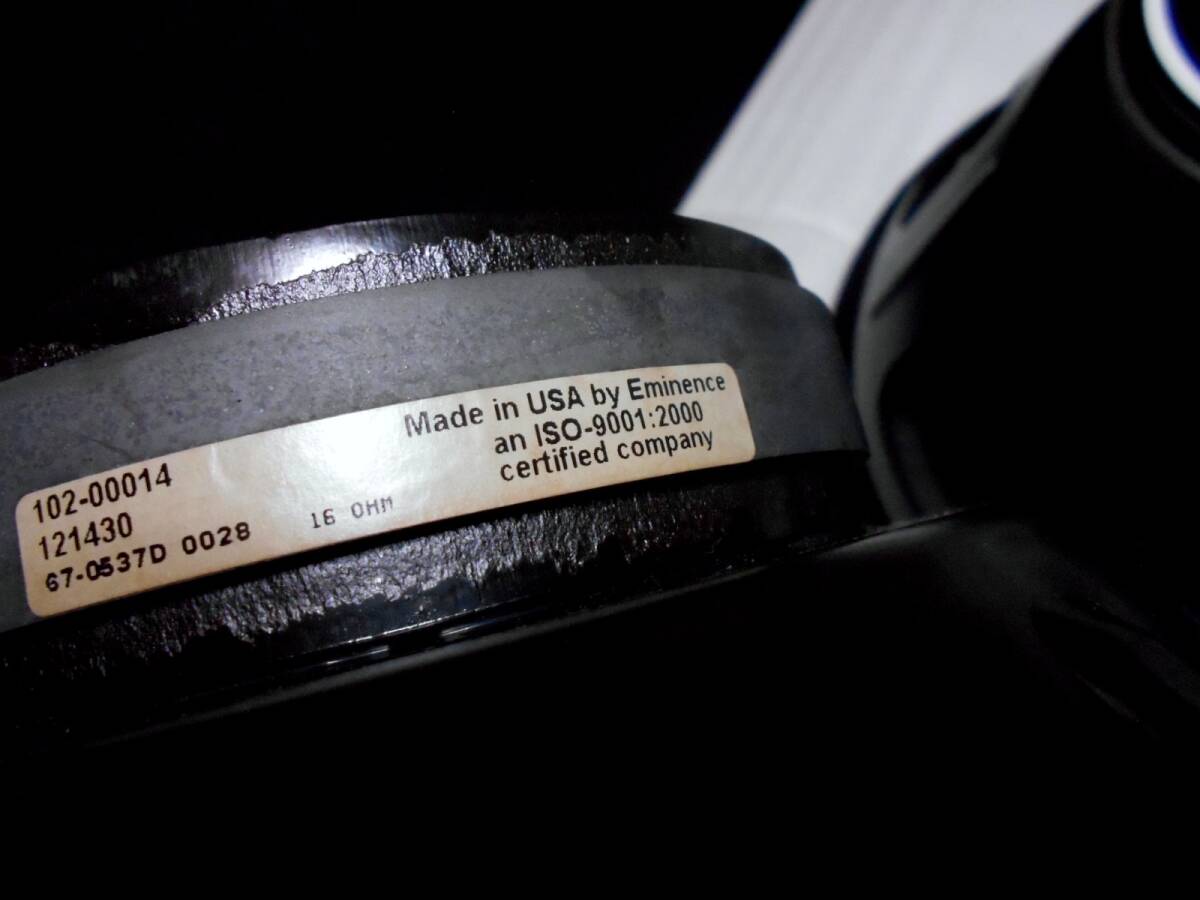 102-00014
121430
67-0537D 0028
16 OHM
Made in USA by Eminence
an ISO-9001:2000
certified company